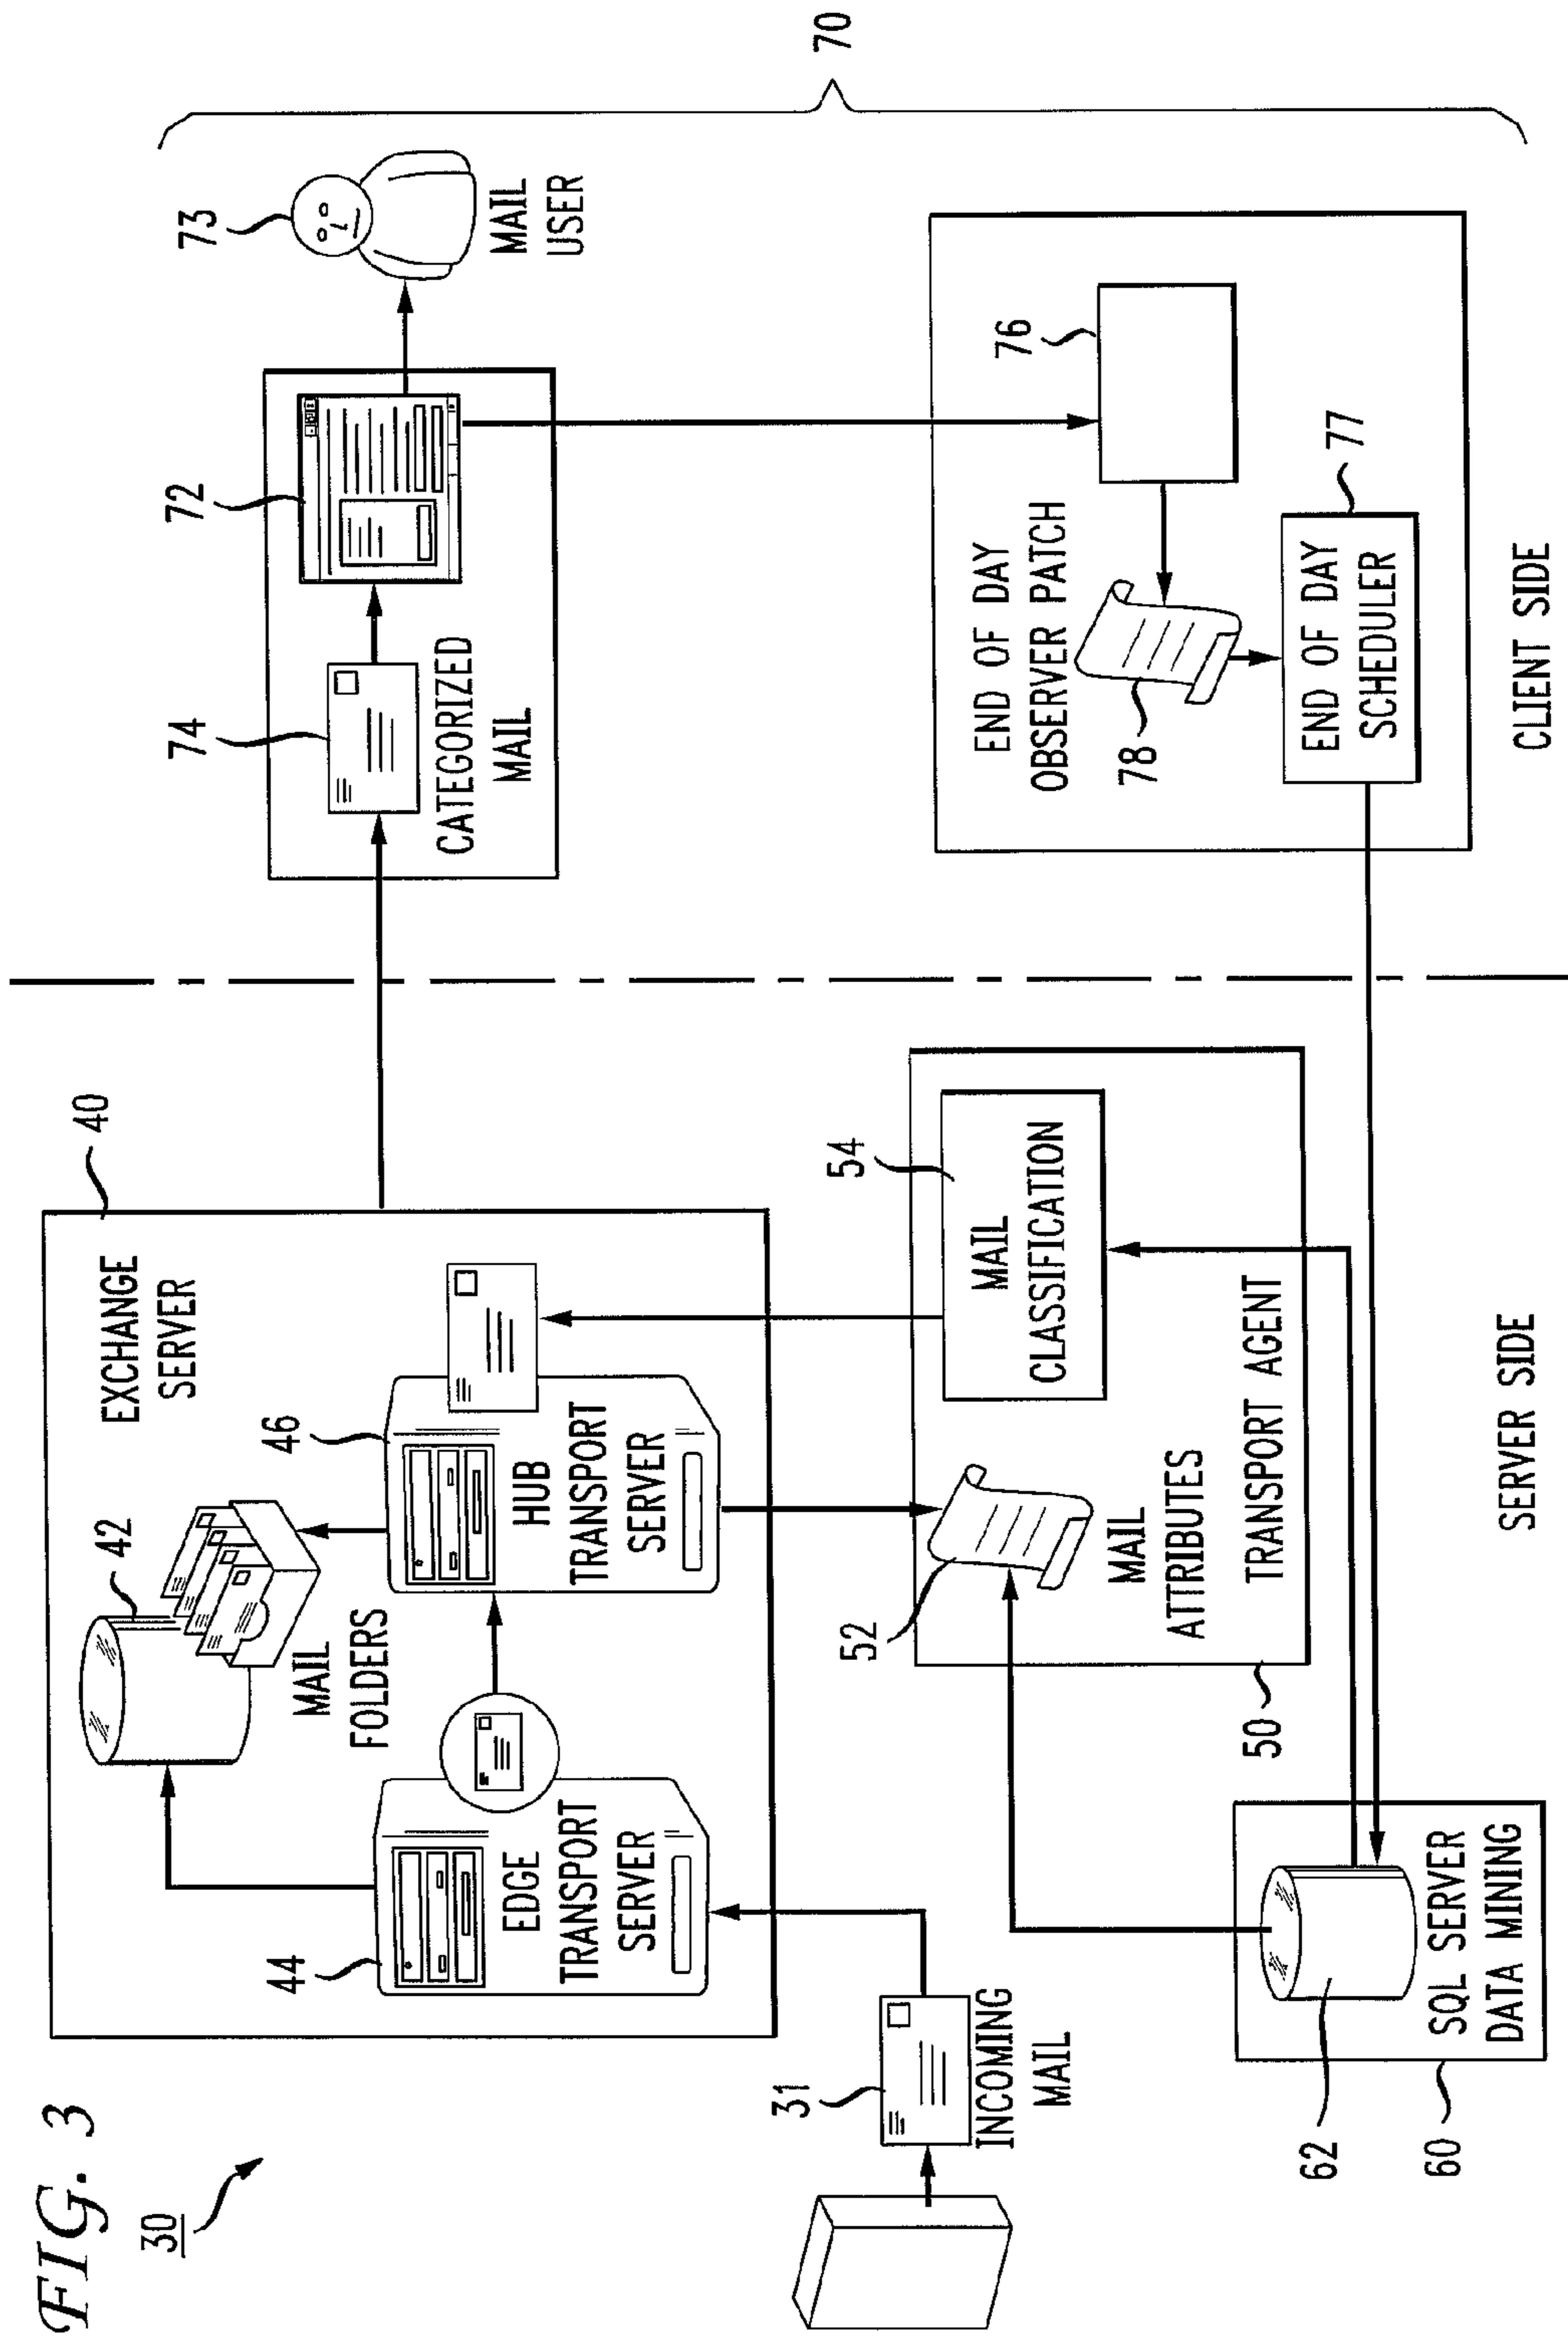 FIG. 3
30
40
EXCHANGE
SERVER
42
MAIL
FOLDERS
44
EDGE
TRANSPORT
SERVER
46
HUB
TRANSPORT
SERVER
31
INCOMING
MAIL
52
MAIL
ATTRIBUTES
54
MAIL
CLASSIFICATION
TRANSPORT AGENT
50
62
SQL SERVER
DATA MINING
60
SERVER SIDE
74
CATEGORIZED
MAIL
72
73
MAIL
USER
70
END OF DAY
OBSERVER PATCH
76
78
END OF DAY
SCHEDULER
77
CLIENT SIDE